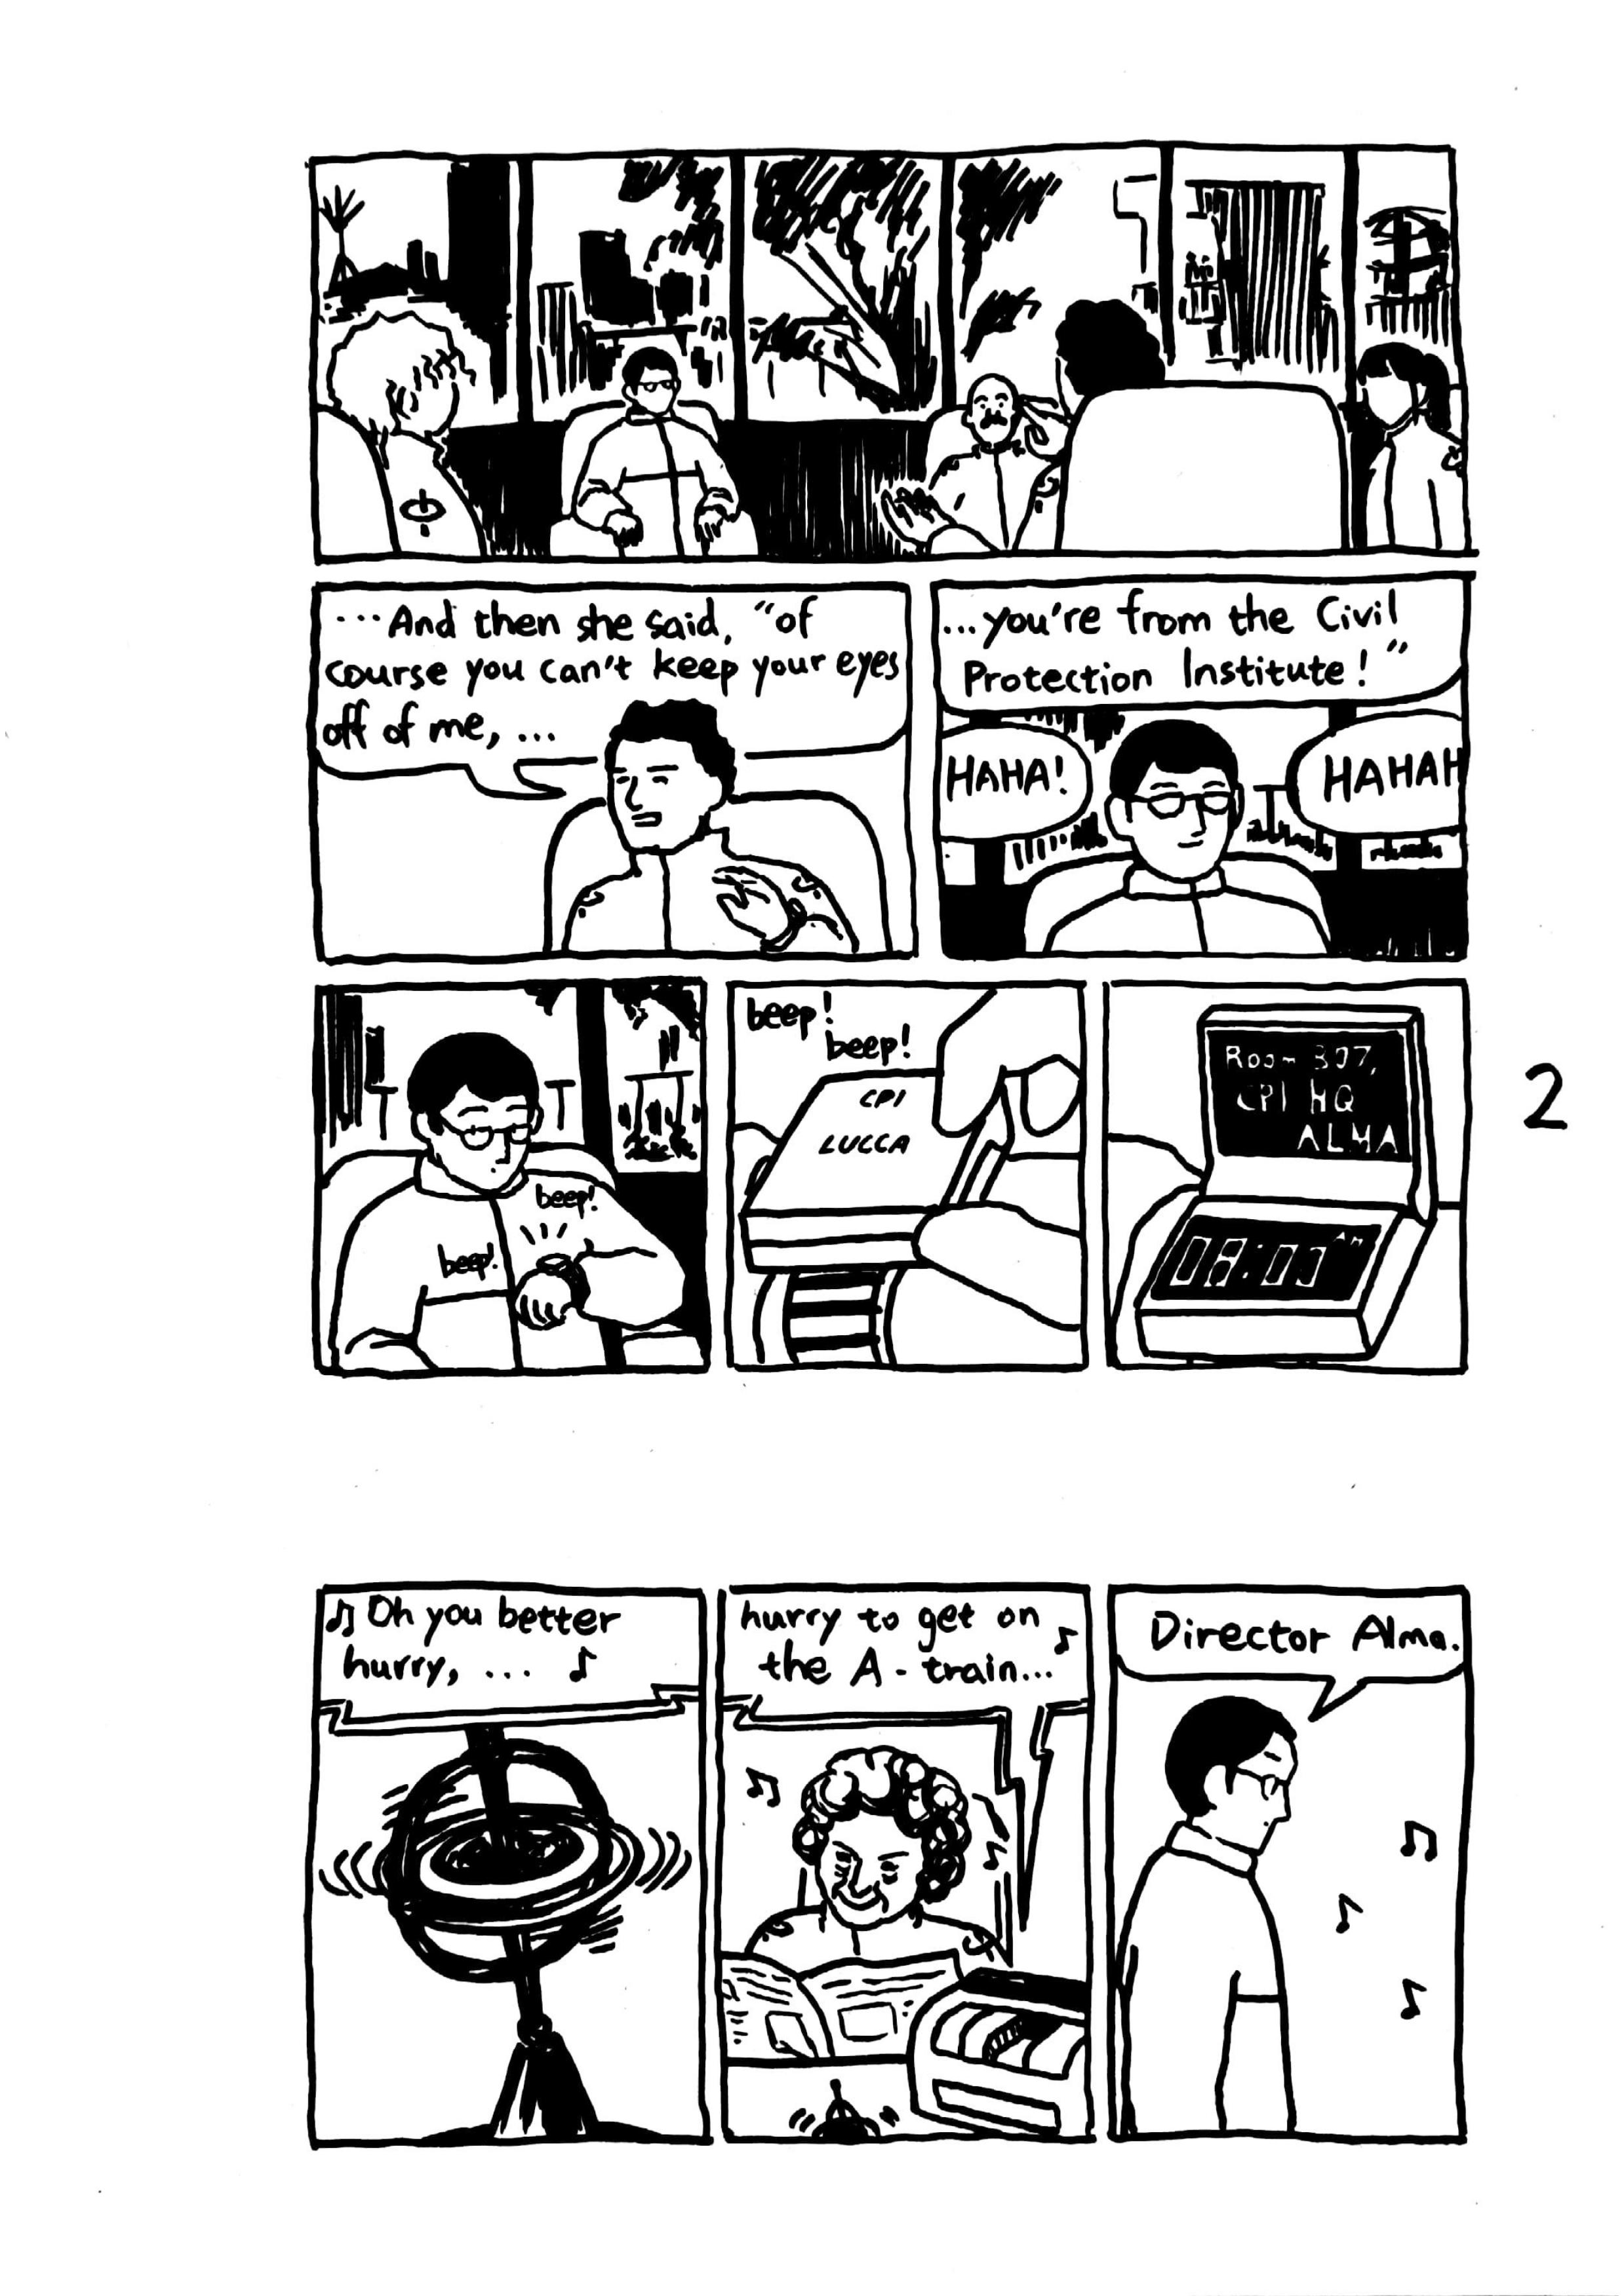 ...And then she said, "of
course you can't keep your eyes
off of me, ...
...you're from the Civil
Protection Institute!"
HAHA!
HAHAH
beep!
beep!
beep!
beep!
CPI
LUCCA
Room 307,
CPI HQ
ALMA
2
♫ Oh you better
hurry, ... ♪
hurry to get on ♪
the A-train...
Director Alma.